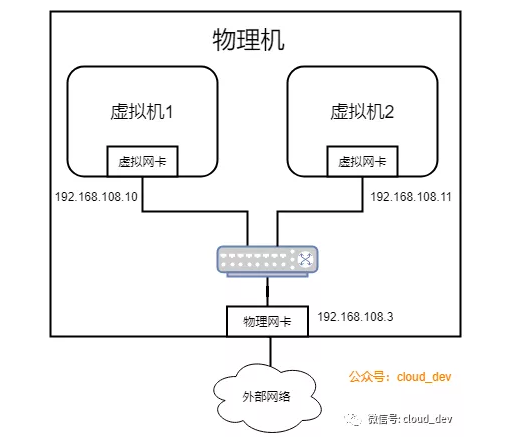 物理机
虚拟机1
虚拟机2
虚拟网卡
虚拟网卡
192.168.108.10
192.168.108.11
物理网卡
192.168.108.3
外部网络
公众号：cloud_dev
微信号: cloud_dev